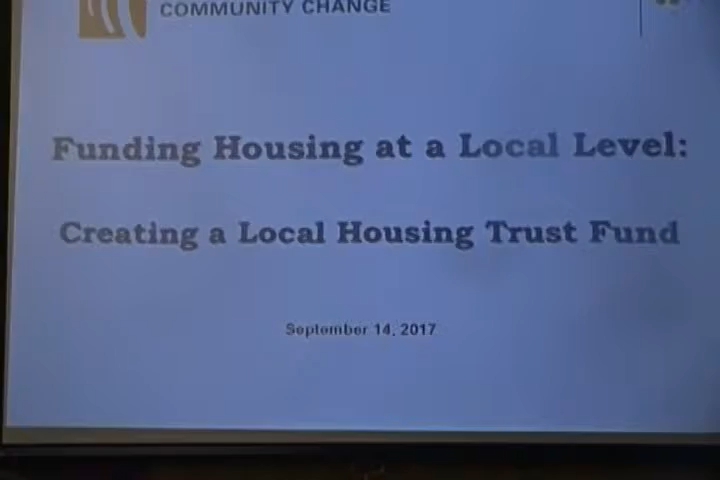 COMMUNITY CHANGE
Funding Housing at a Local Level:
Creating a Local Housing Trust Fund
September 14, 2017